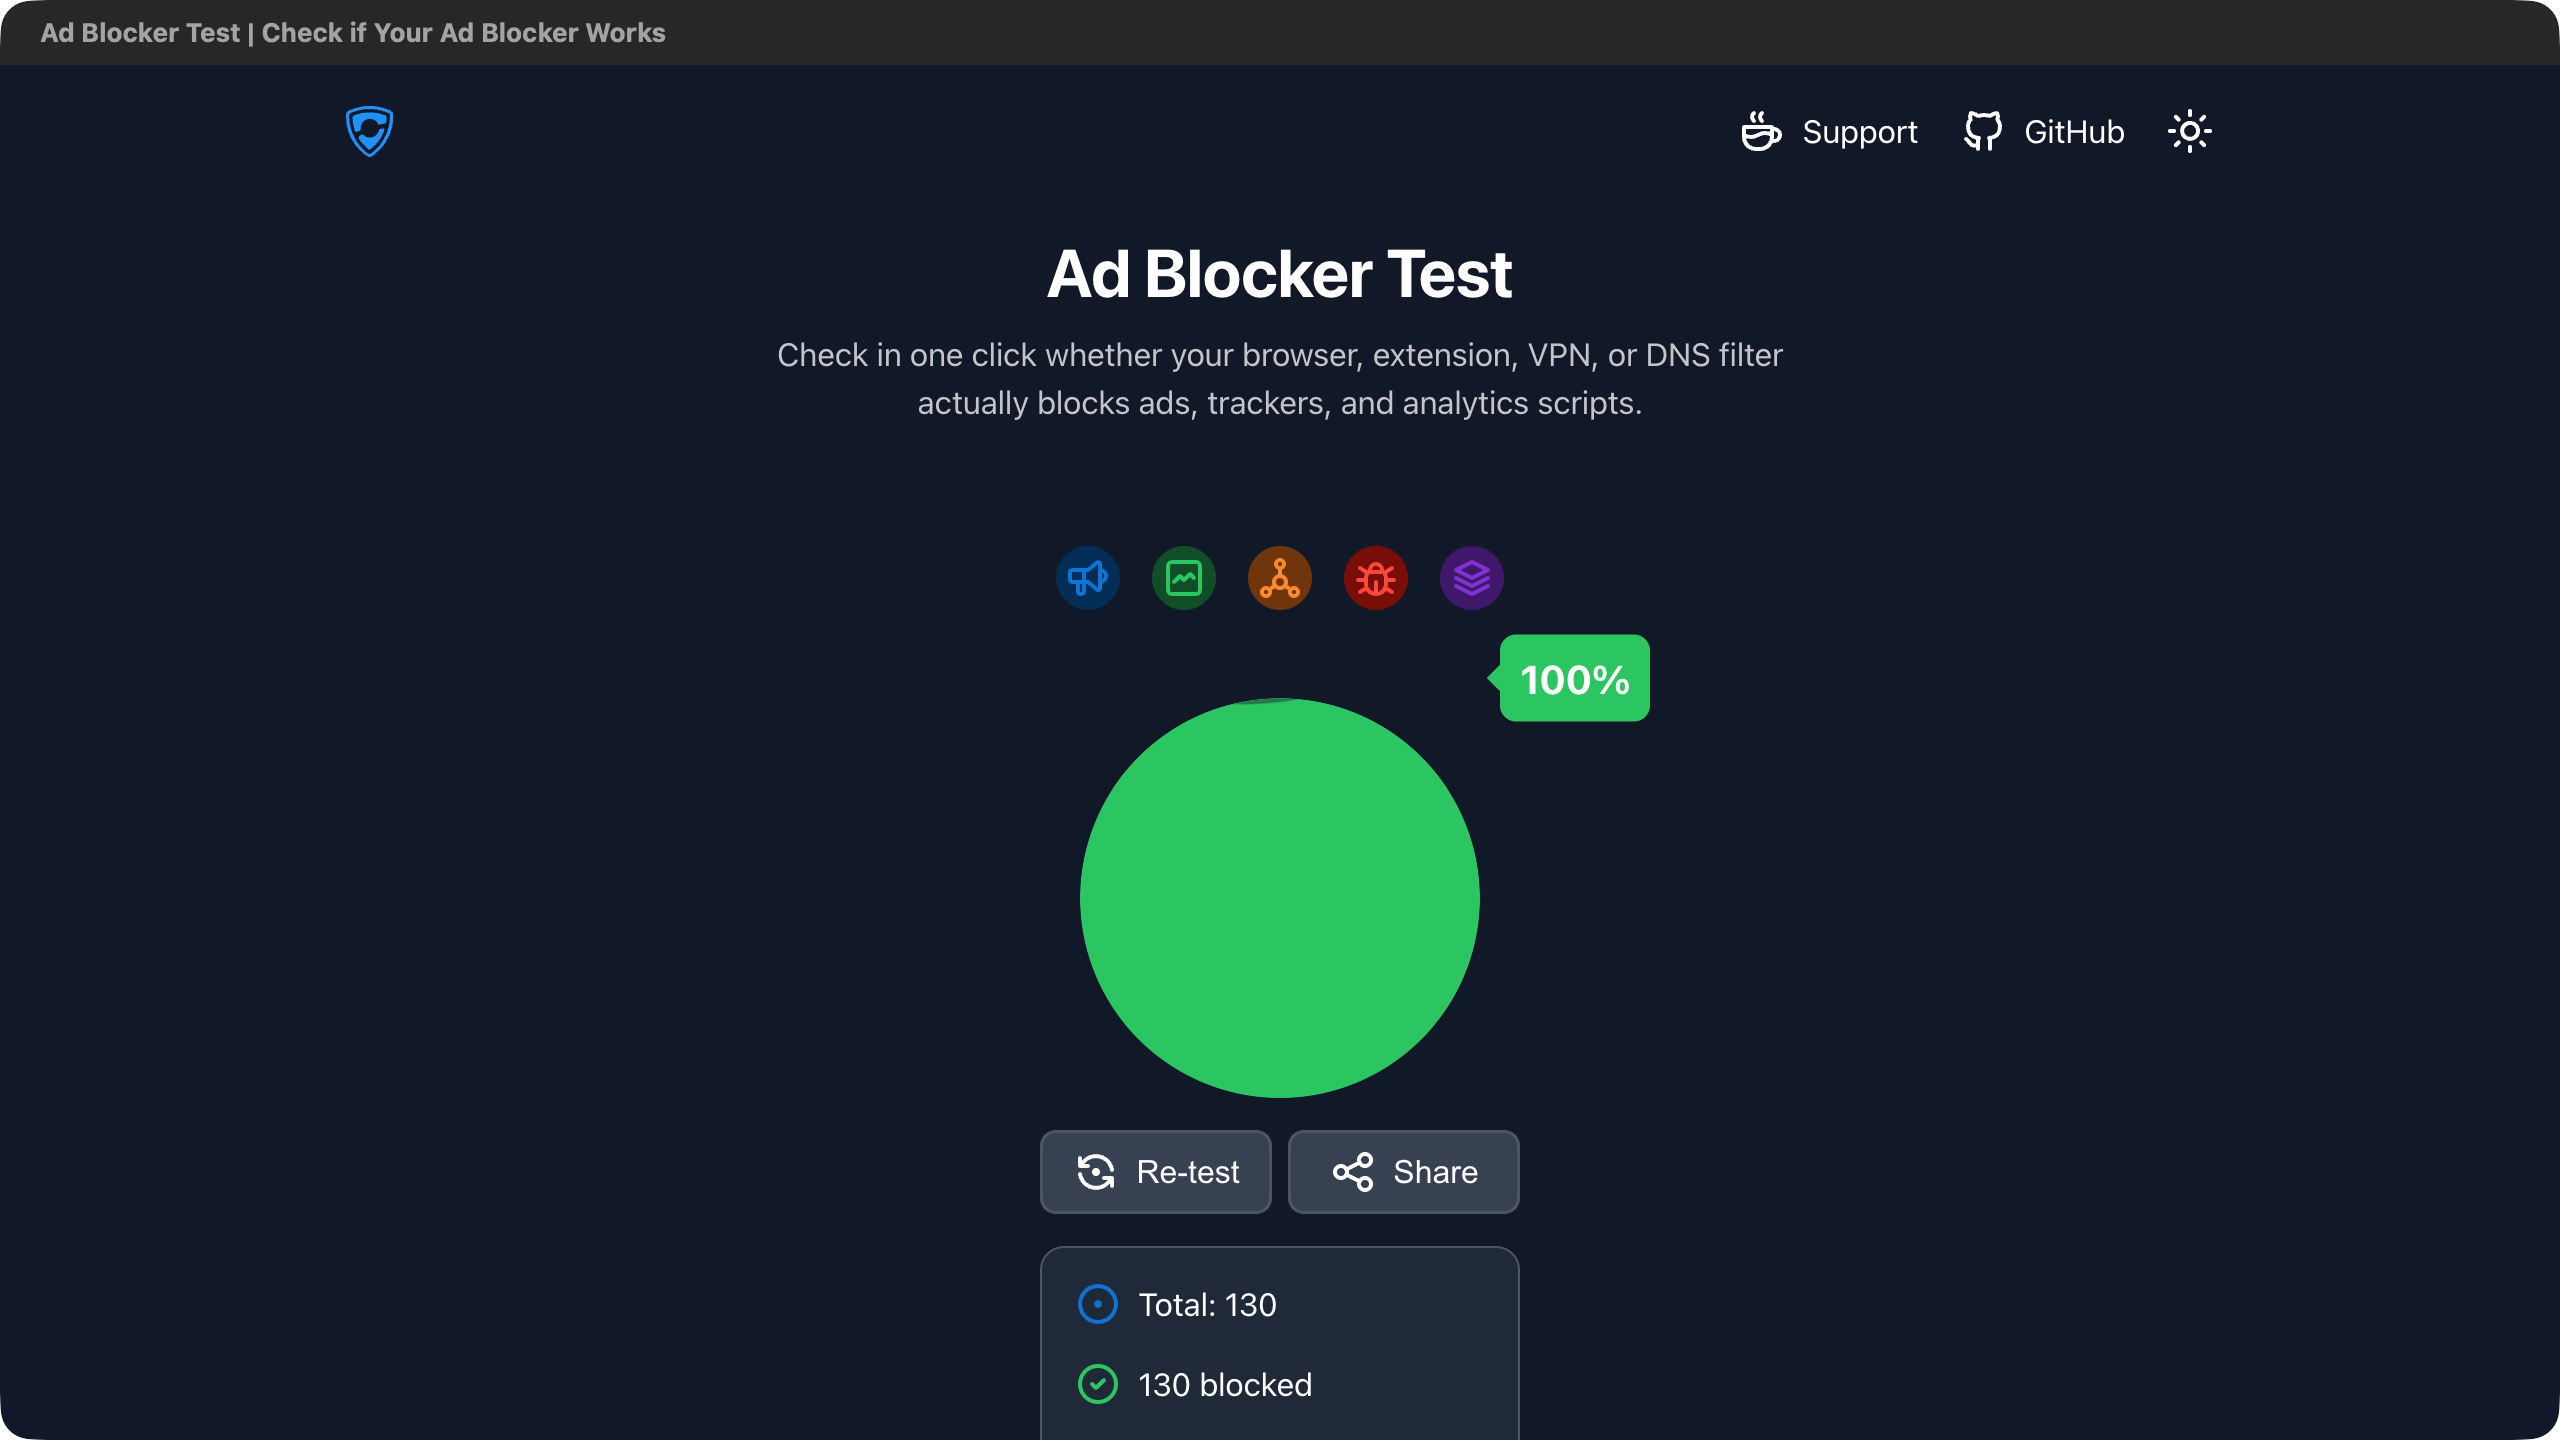 Ad Blocker Test | Check if Your Ad Blocker Works
Support
GitHub
Ad Blocker Test
Check in one click whether your browser, extension, VPN, or DNS filter
actually blocks ads, trackers, and analytics scripts.
100%
Re-test
Share
Total: 130
130 blocked